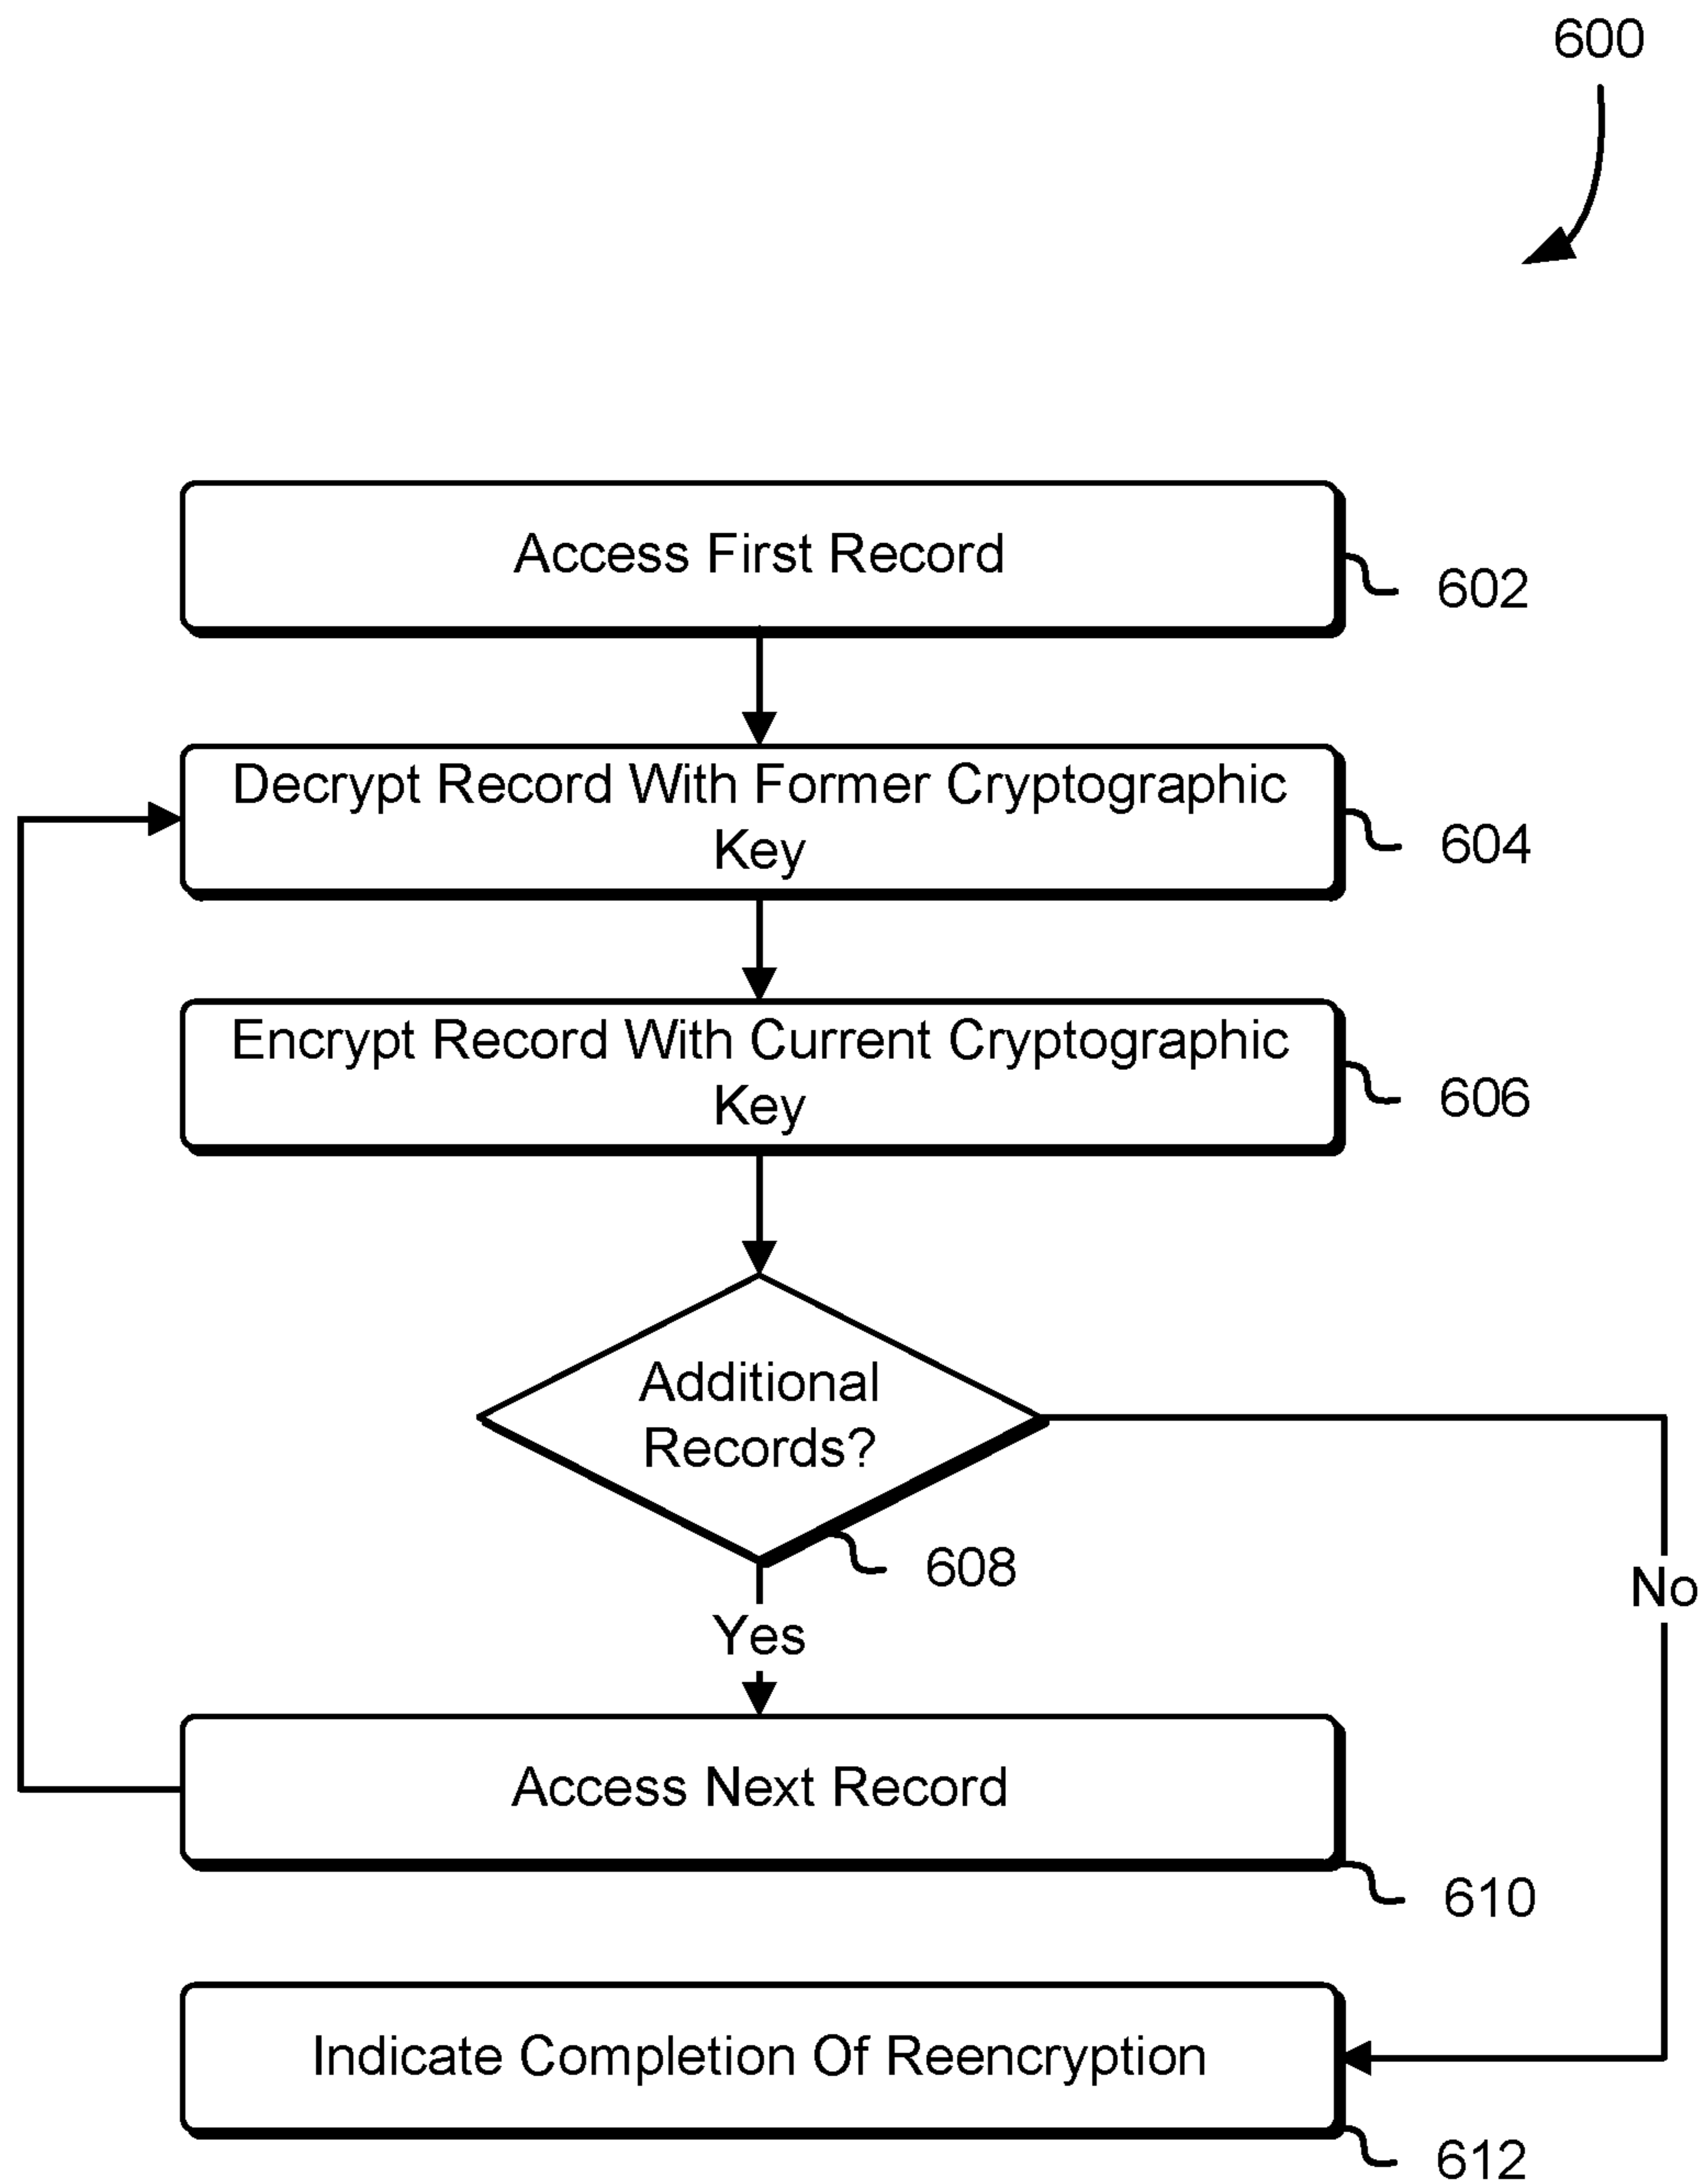 600
Access First Record
602
Decrypt Record With Former Cryptographic
Key
604
Encrypt Record With Current Cryptographic
Key
606
Additional
Records?
608
No
Yes
Access Next Record
610
Indicate Completion Of Reencryption
612